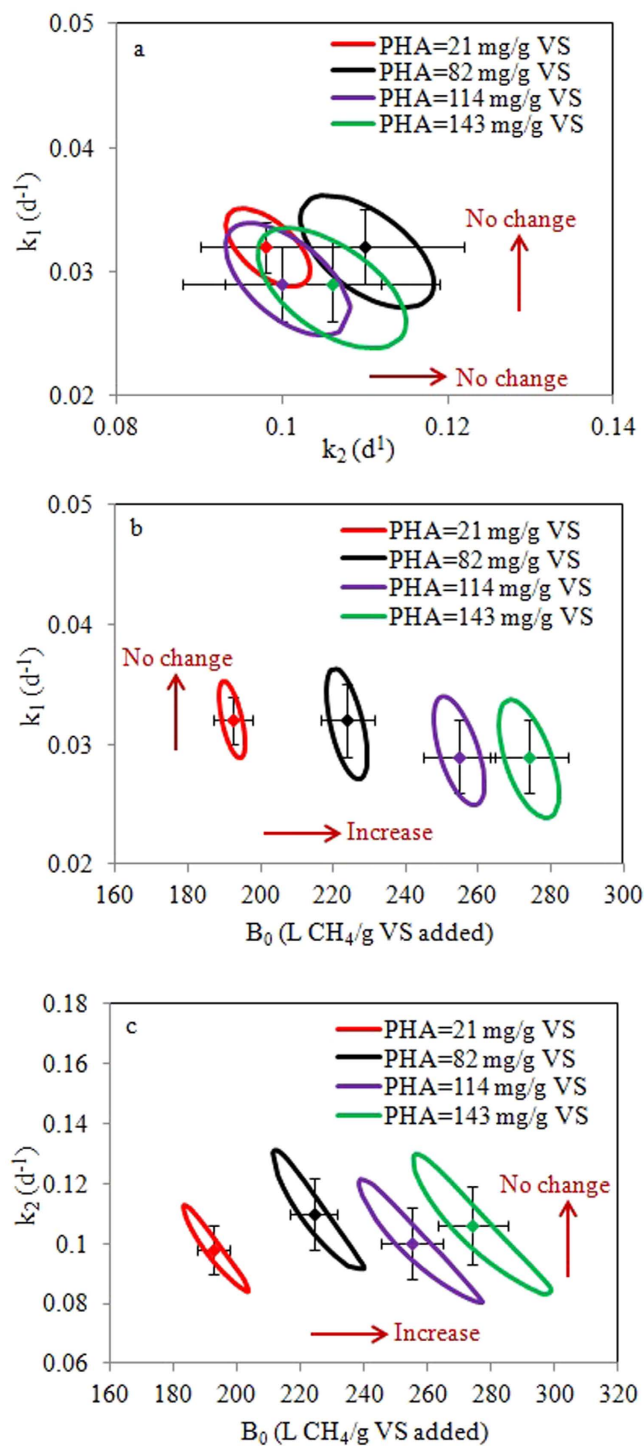 a
PHA=21 mg/g VS
PHA=82 mg/g VS
PHA=114 mg/g VS
PHA=143 mg/g VS
0.05
0.04
0.03
0.02
k₁ (d⁻¹)
No change
No change
0.08
0.1
0.12
0.14
k₂ (d¹)
b
PHA=21 mg/g VS
PHA=82 mg/g VS
PHA=114 mg/g VS
PHA=143 mg/g VS
0.05
0.04
0.03
0.02
k₁ (d⁻¹)
No change
Increase
160 180 200 220 240 260 280 300
B₀ (L CH₄/g VS added)
c
PHA=21 mg/g VS
PHA=82 mg/g VS
PHA=114 mg/g VS
PHA=143 mg/g VS
0.18
0.16
0.14
0.12
0.1
0.08
0.06
k₂ (d⁻¹)
No change
Increase
160 180 200 220 240 260 280 300 320
B₀ (L CH₄/g VS added)